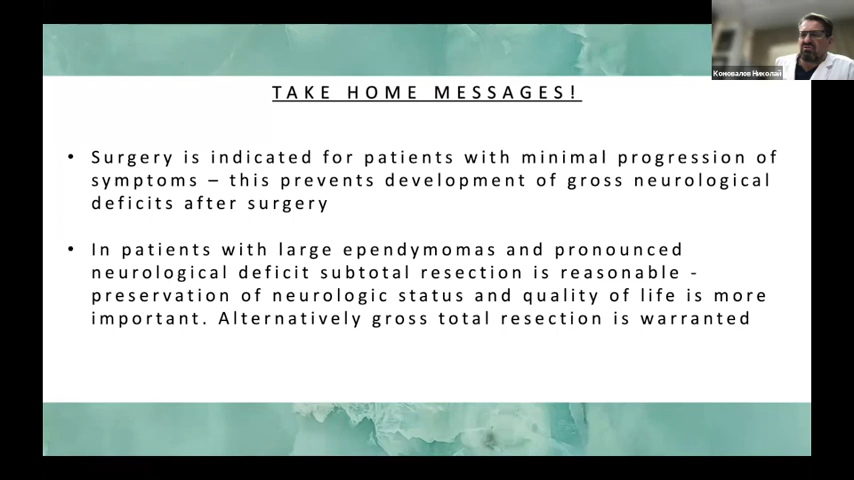 Коновалов Николай
TAKE HOME MESSAGES!
• Surgery is indicated for patients with minimal progression of
symptoms – this prevents development of gross neurological
deficits after surgery
• In patients with large ependymomas and pronounced
neurological deficit subtotal resection is reasonable -
preservation of neurologic status and quality of life is more
important. Alternatively gross total resection is warranted